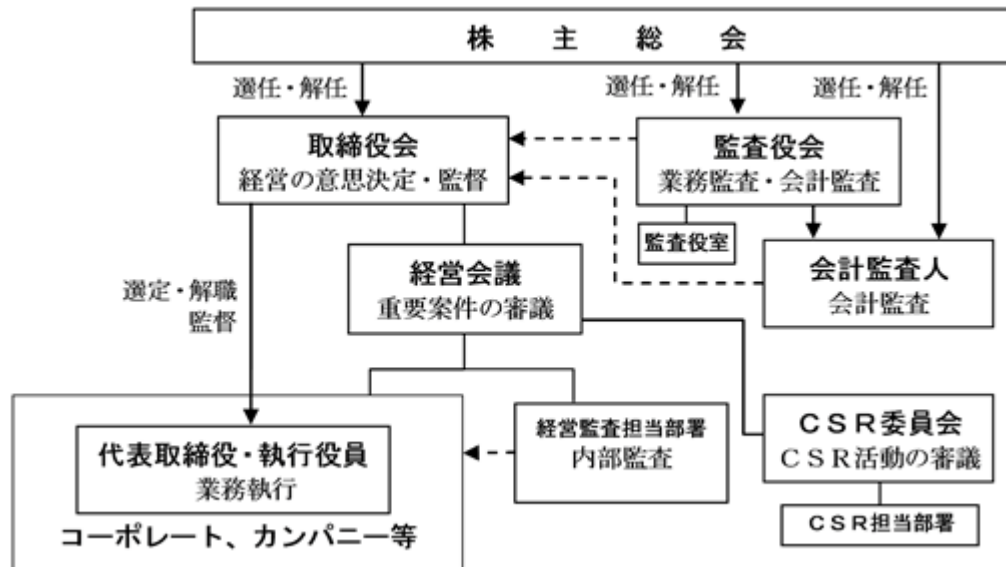 株主総会
選任・解任
選任・解任
選任・解任
取締役会
経営の意思決定・監督
監査役会
業務監査・会計監査
監査役室
会計監査人
会計監査
経営会議
重要案件の審議
選定・解職
監督
代表取締役・執行役員
業務執行
コーポレート、カンパニー等
経営監査担当部署
内部監査
CSR委員会
CSR活動の審議
CSR担当部署